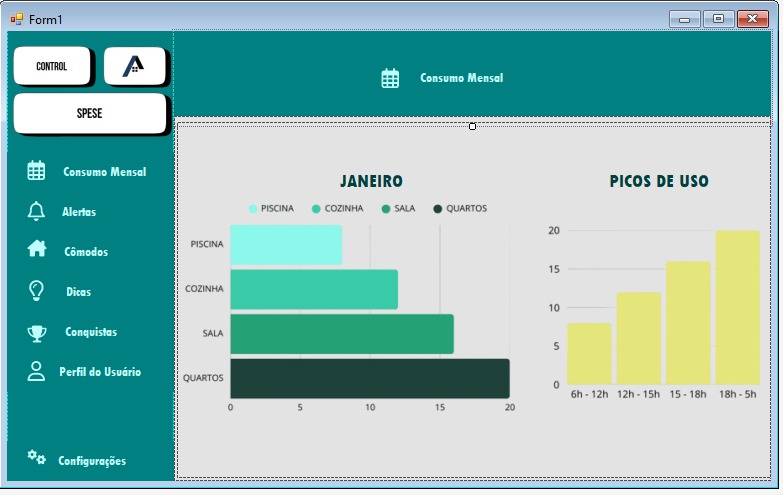 Form1
CONTROL
SPESE
Consumo Mensal
Consumo Mensal
Alertas
Cômodos
Dicas
Conquistas
Perfil do Usuário
Configurações
JANEIRO
PISCINA COZINHA SALA QUARTOS
PISCINA
COZINHA
SALA
QUARTOS
0 5 10 15 20
PICOS DE USO
20
15
10
5
0
6h - 12h 12h - 15h 15 - 18h 18h - 5h